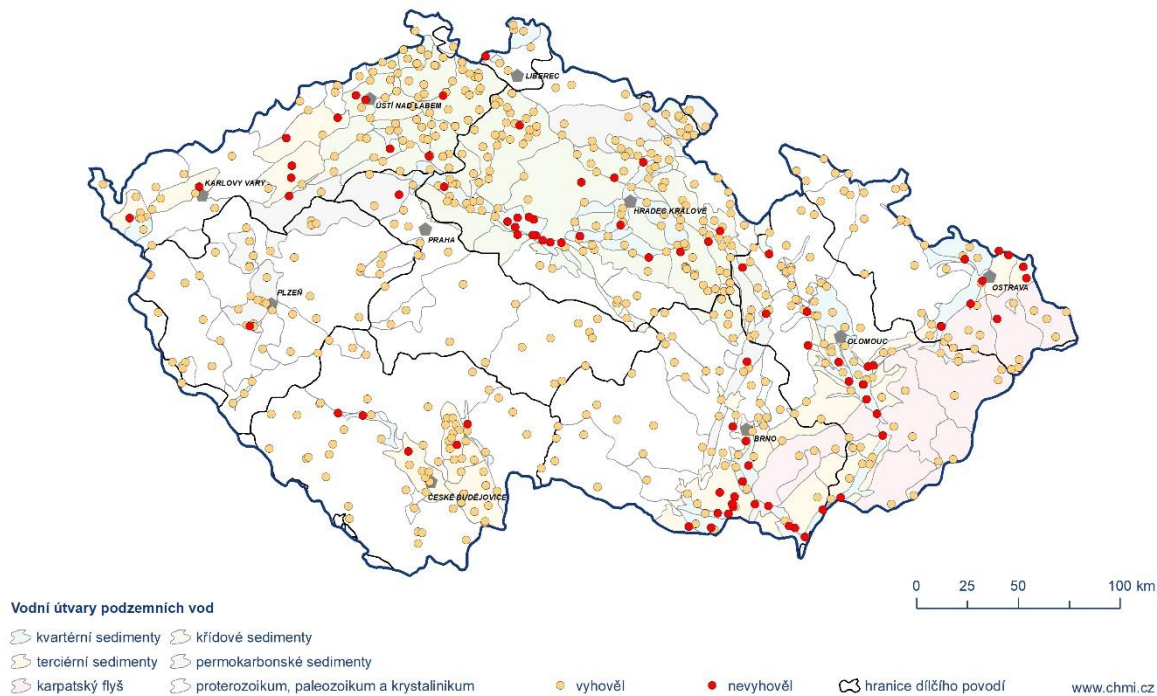 LIBEREC
ÚSTÍ NAD LABEM
KARLOVY VARY
HRADEC KRÁLOVÉ
PRAHA
OSTRAVA
PLZEŇ
OLOMOUC
BRNO
ČESKÉ BUDĚJOVICE
0 25 50 100 km
Vodní útvary podzemních vod
kvartérní sedimenty křídové sedimenty
terciérní sedimenty permokarbonské sedimenty
karpatský flyš proterozoikum, paleozoikum a krystalinikum vyhověl nevyhověl hranice dílčího povodí www.chmi.cz